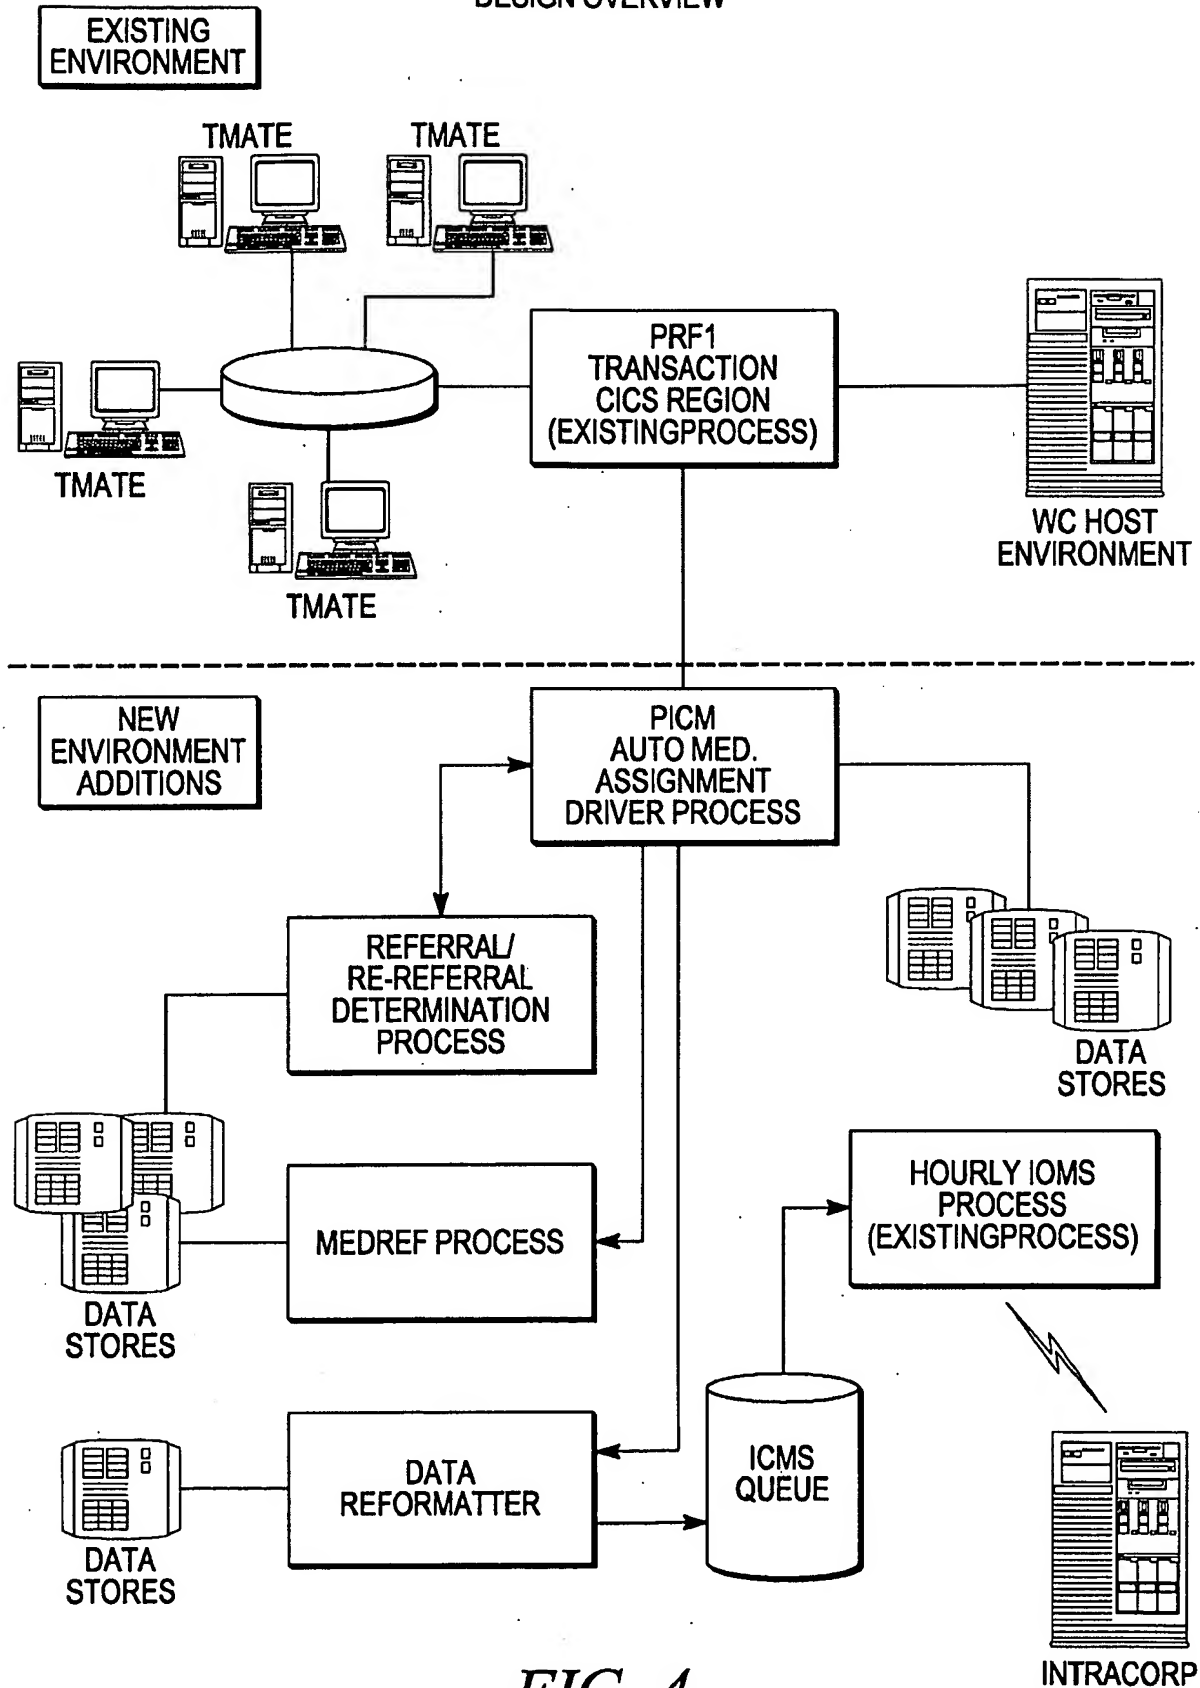 DESIGN OVERVIEW
EXISTING
ENVIRONMENT
TMATE
TMATE
TMATE
TMATE
PRF1
TRANSACTION
CICS REGION
(EXISTINGPROCESS)
WC HOST
ENVIRONMENT
NEW
ENVIRONMENT
ADDITIONS
PICM
AUTO MED.
ASSIGNMENT
DRIVER PROCESS
REFERRAL/
RE-REFERRAL
DETERMINATION
PROCESS
DATA
STORES
MEDREF PROCESS
DATA
STORES
HOURLY IOMS
PROCESS
(EXISTINGPROCESS)
DATA
REFORMATTER
DATA
STORES
ICMS
QUEUE
INTRACORP
FIG. 4